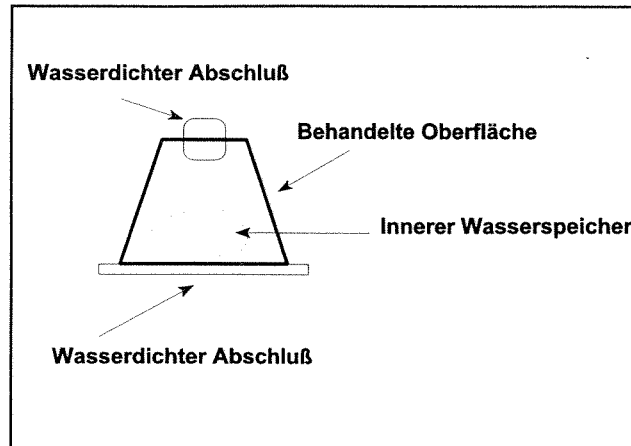 Wasserdichter Abschluß
Behandelte Oberfläche
Innerer Wasserspeicher
Wasserdichter Abschluß